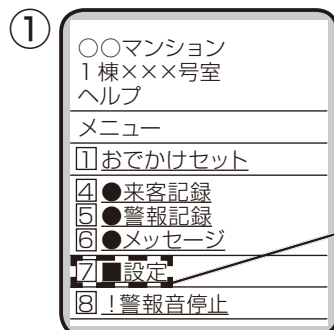 ①
○○マンション
1棟×××号室
ヘルプ
メニュー
1 おでかけセット
4 ●来客記録
5 ●警報記録
6 ●メッセージ
7 ■設定
8 !警報音停止